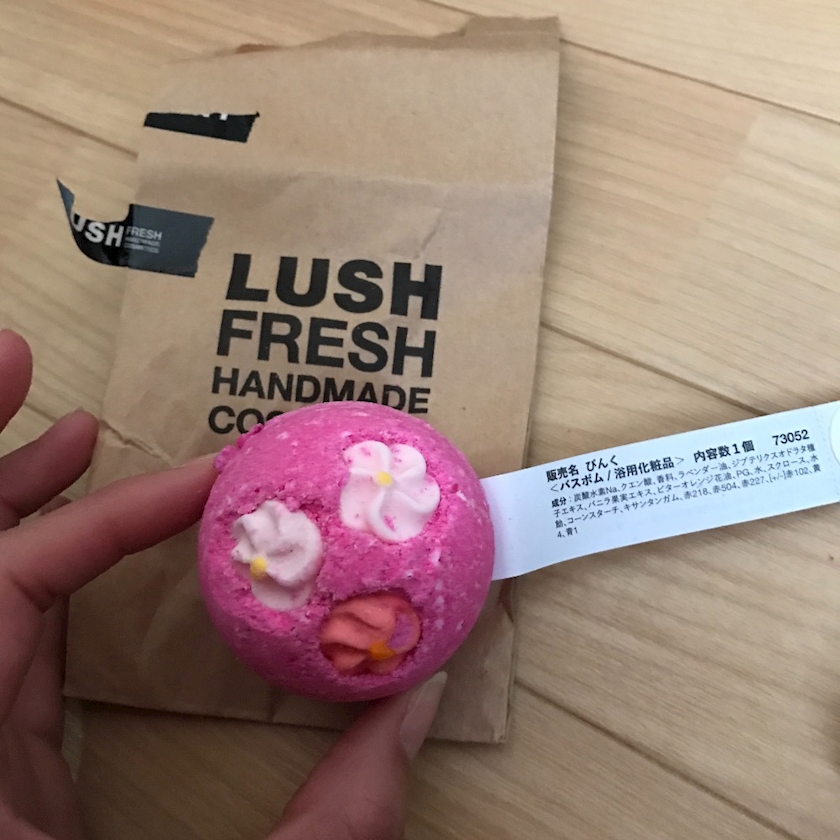 USH FRESH
HANDMADE
COSMETICS
LUSH
FRESH
HANDMADE
販売名 ぴんく
＜バスボム / 浴用化粧品＞ 内容数1個 73052
成分：炭酸水素Na、クエン酸、香料、ラベンダー油、ジプテリクスオドラタ種
子エキス、バニラ果実エキス、ビターオレンジ花油、PG、水、スクロース、水
飴、コーンスターチ、キサンタンガム、赤218、赤504、赤227、[+/-]赤102、黄
4、青1